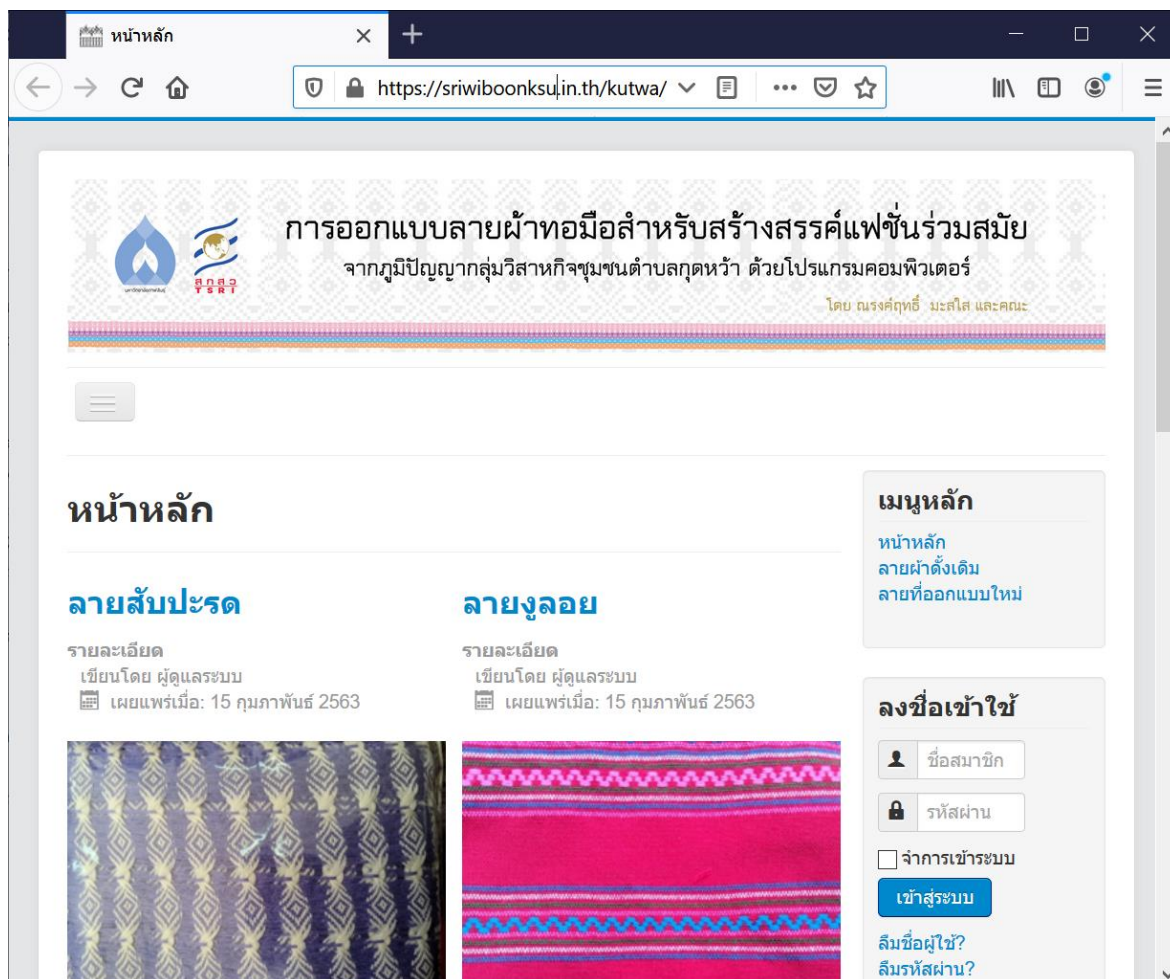 หน้าหลัก
https://sriwiboonksu.in.th/kutwa/
การออกแบบลายผ้าทอมือสำหรับสร้างสรรค์แฟชั่นร่วมสมัย
จากภูมิปัญญากลุ่มวิสาหกิจชุมชนตำบลกุดหว้า ด้วยโปรแกรมคอมพิวเตอร์
สกสว
TSRI
โดย ณรงค์ฤทธิ์ มะสุใส และคณะ
หน้าหลัก
ลายสับปะรด
รายละเอียด
เขียนโดย ผู้ดูแลระบบ
เผยแพร่เมื่อ: 15 กุมภาพันธ์ 2563
ลายงูลอย
รายละเอียด
เขียนโดย ผู้ดูแลระบบ
เผยแพร่เมื่อ: 15 กุมภาพันธ์ 2563
เมนูหลัก
หน้าหลัก
ลายผ้าดั้งเดิม
ลายที่ออกแบบใหม่
ลงชื่อเข้าใช้
ชื่อสมาชิก
รหัสผ่าน
จำการเข้าระบบ
เข้าสู่ระบบ
ลืมชื่อผู้ใช้?
ลืมรหัสผ่าน?